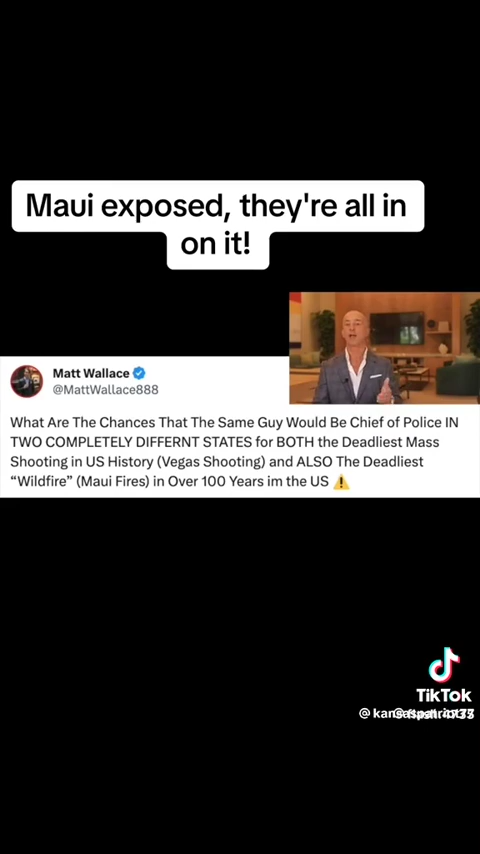 Maui exposed, they're all in
on it!
Matt Wallace
@MattWallace888
What Are The Chances That The Same Guy Would Be Chief of Police IN
TWO COMPLETELY DIFFERNT STATES for BOTH the Deadliest Mass
Shooting in US History (Vegas Shooting) and ALSO The Deadliest
“Wildfire” (Maui Fires) in Over 100 Years im the US ⚠️
TikTok